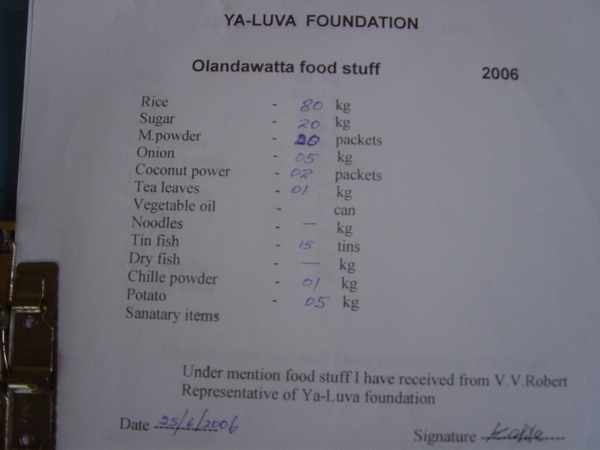 YA-LUVA FOUNDATION
Olandawatta food stuff 2006
Rice - 80 kg
Sugar - 20 kg
M.powder - 20 packets
Onion - 05 kg
Coconut power - 02 packets
Tea leaves - 01 kg
Vegetable oil - can
Noodles - — kg
Tin fish - 15 tins
Dry fish - — kg
Chille powder - 01 kg
Potato - 05 kg
Sanatary items
Under mention food stuff I have received from V.V.Robert
Representative of Ya-Luva foundation
Date 25/6/2006
Signature